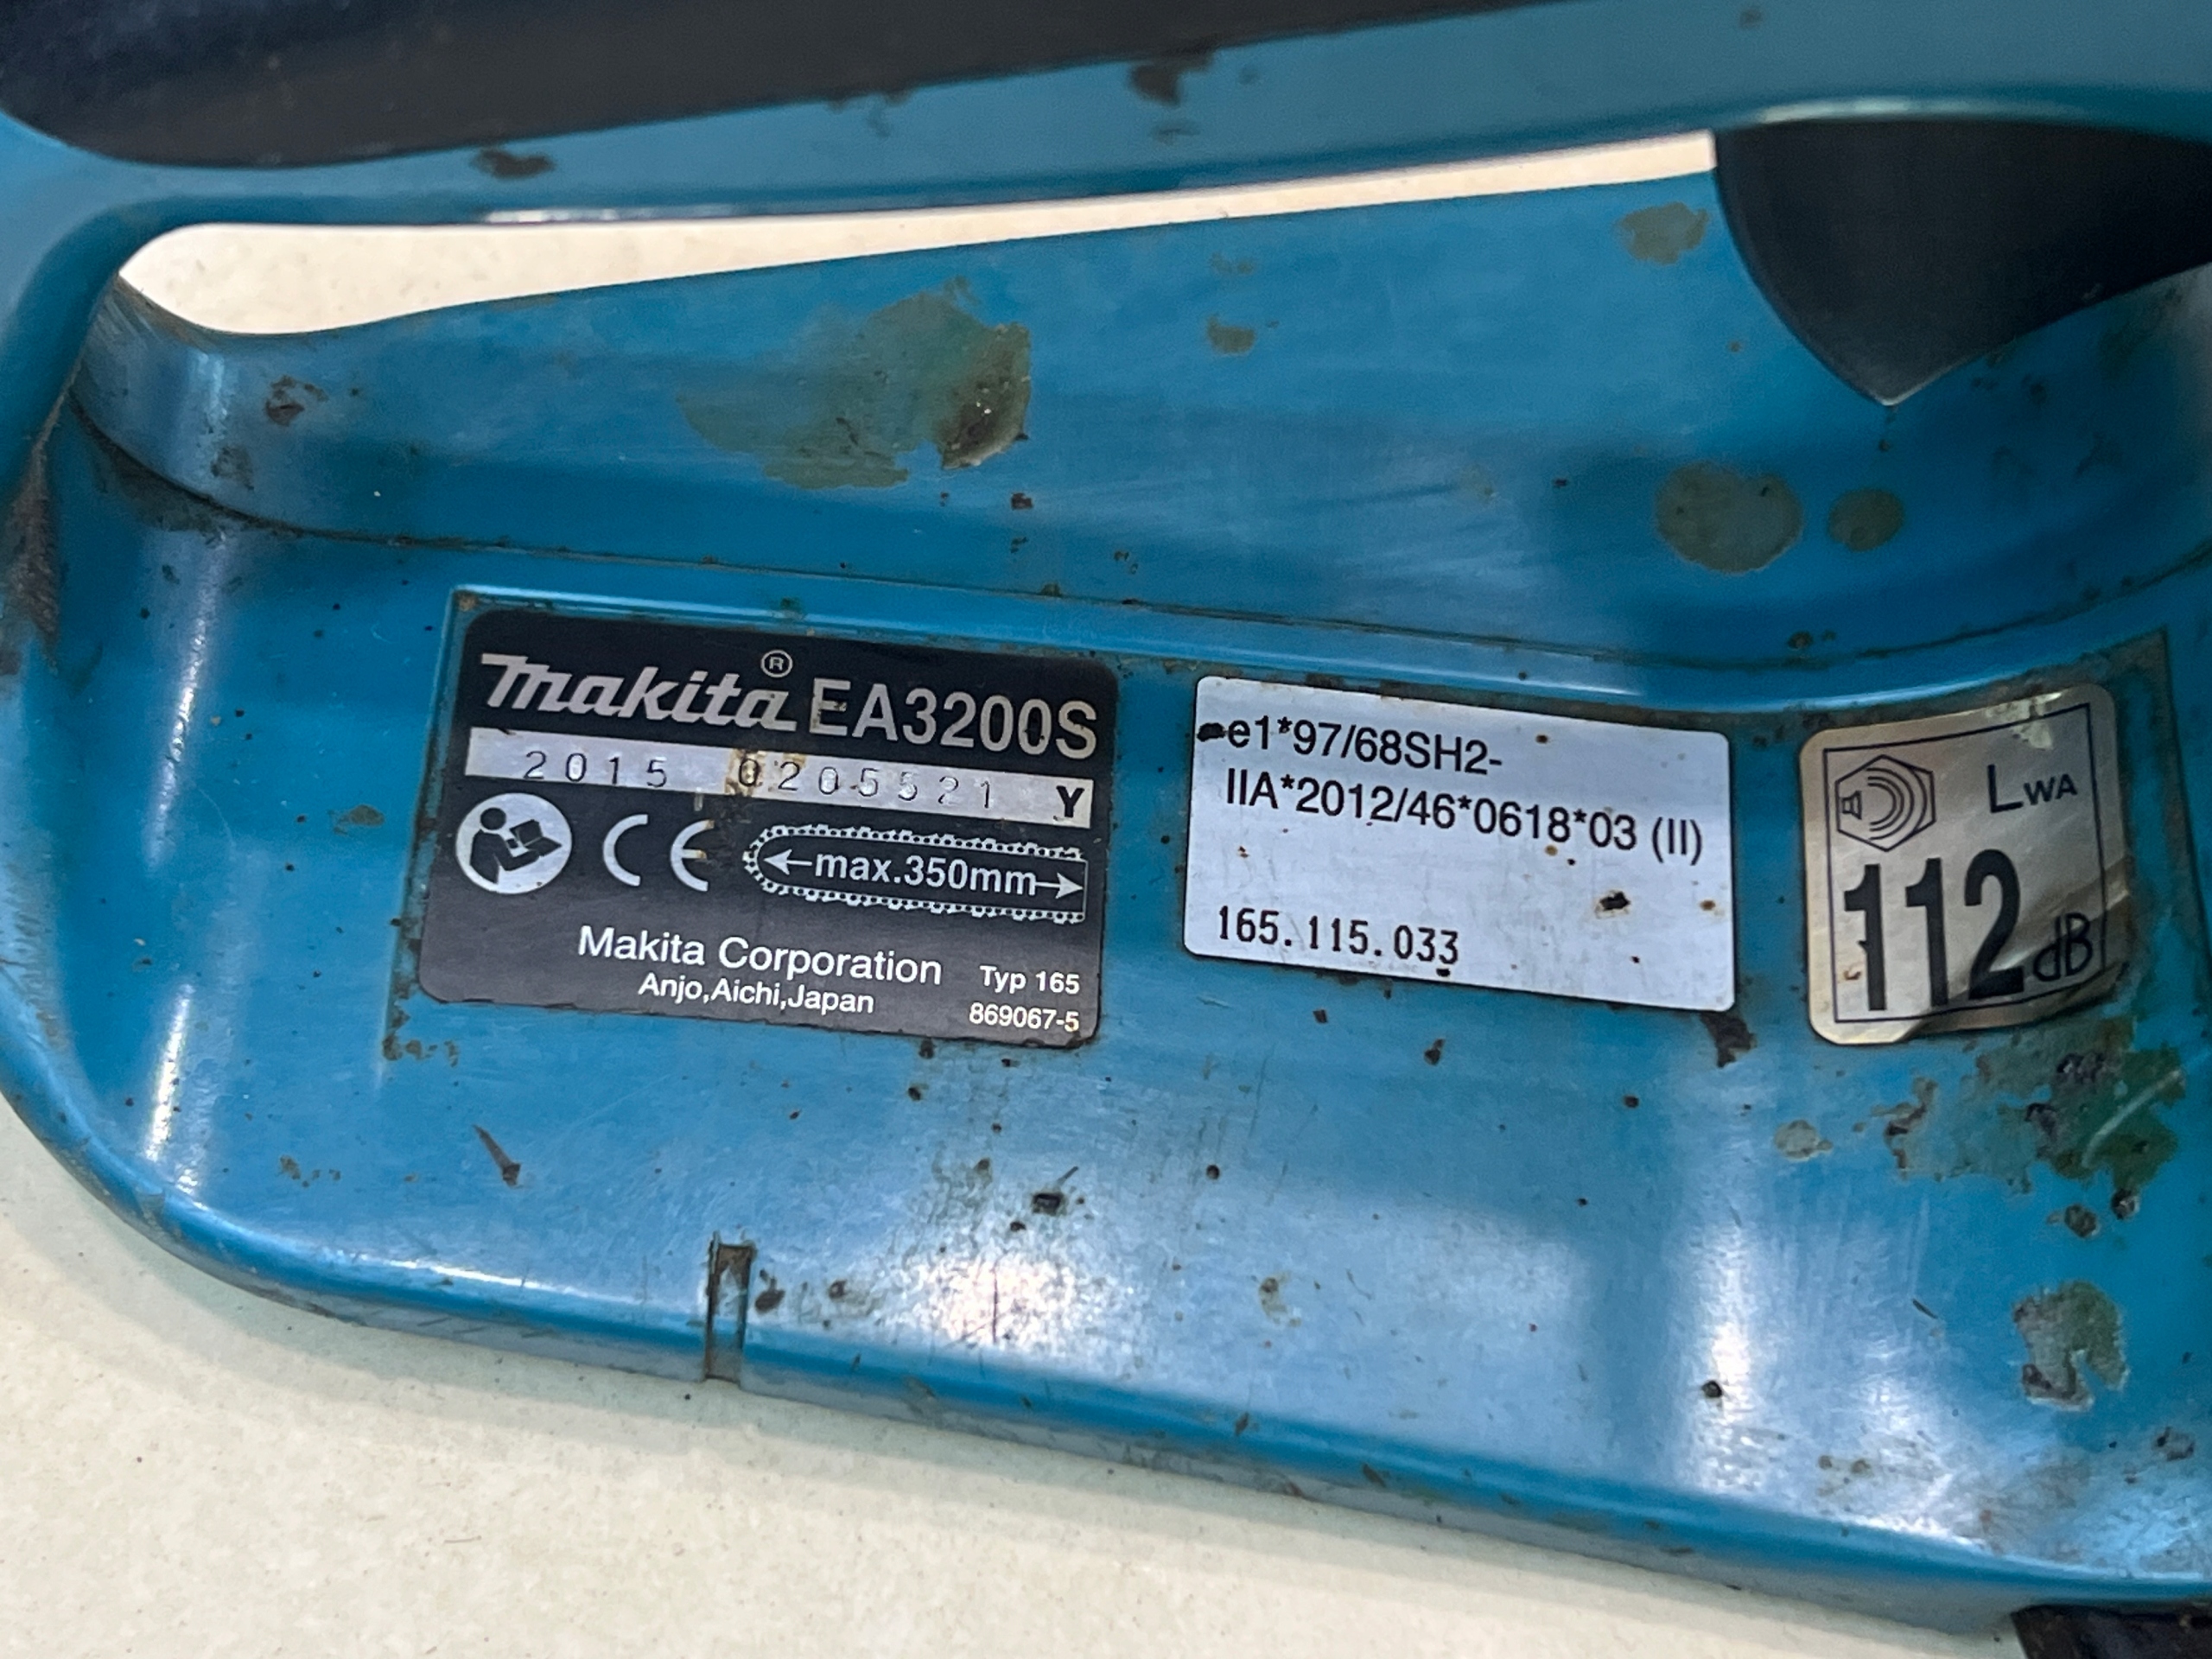 makita® EA3200S
2015 0205521 Y
CE
max.350mm
Makita Corporation
Anjo,Aichi,Japan
Typ 165
869067-5
e1*97/68SH2-
IIA*2012/46*0618*03 (II)
165.115.033
LWA
112 dB